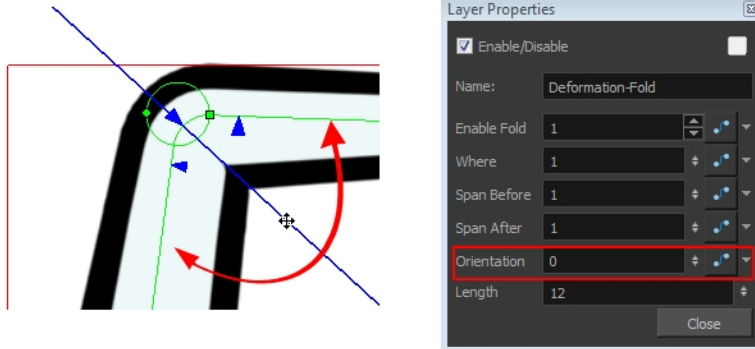 Layer Properties
Enable/Disable
Name: Deformation-Fold
Enable Fold 1
Where 1
Span Before 1
Span After 1
Orientation 0
Length 12
Close